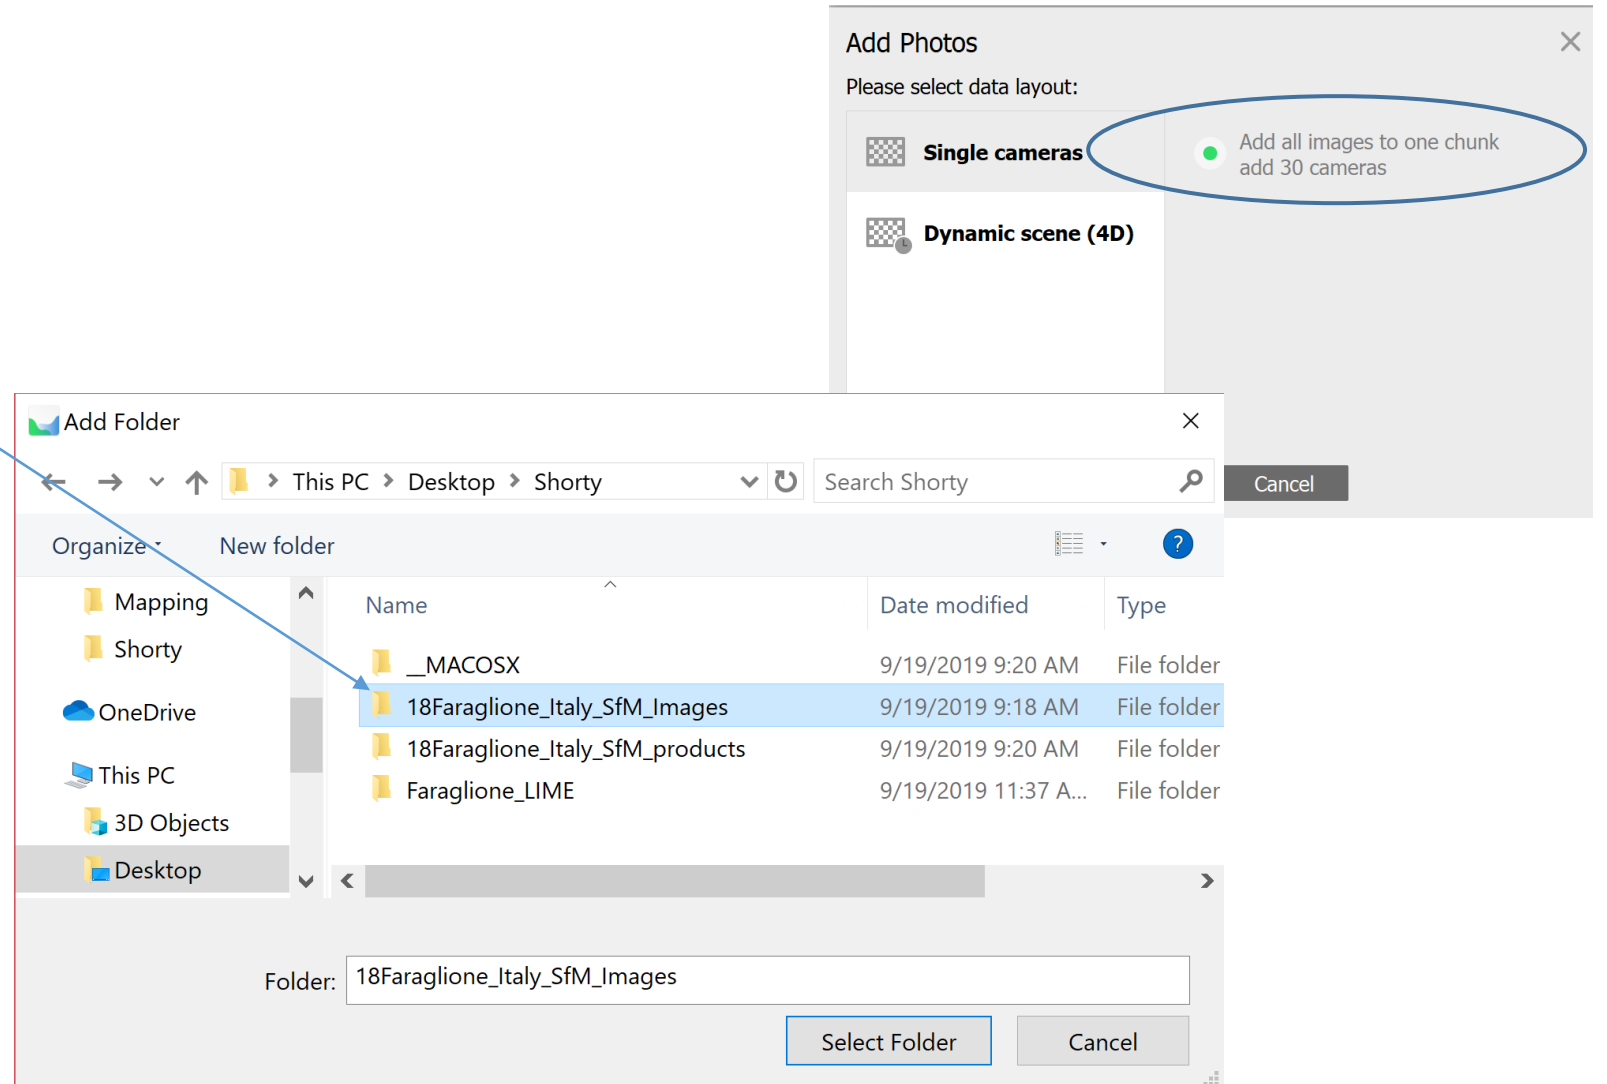 Add Photos
Please select data layout:
Single cameras
Add all images to one chunk
add 30 cameras
Dynamic scene (4D)
Cancel
Add Folder
This PC > Desktop > Shorty
Search Shorty
Organize
New folder
?
Mapping
Shorty
OneDrive
This PC
3D Objects
Desktop
Name Date modified Type
__MACOSX 9/19/2019 9:20 AM File folder
18Faraglione_Italy_SfM_Images 9/19/2019 9:18 AM File folder
18Faraglione_Italy_SfM_products 9/19/2019 9:20 AM File folder
Faraglione_LIME 9/19/2019 11:37 A... File folder
Folder: 18Faraglione_Italy_SfM_Images
Select Folder
Cancel